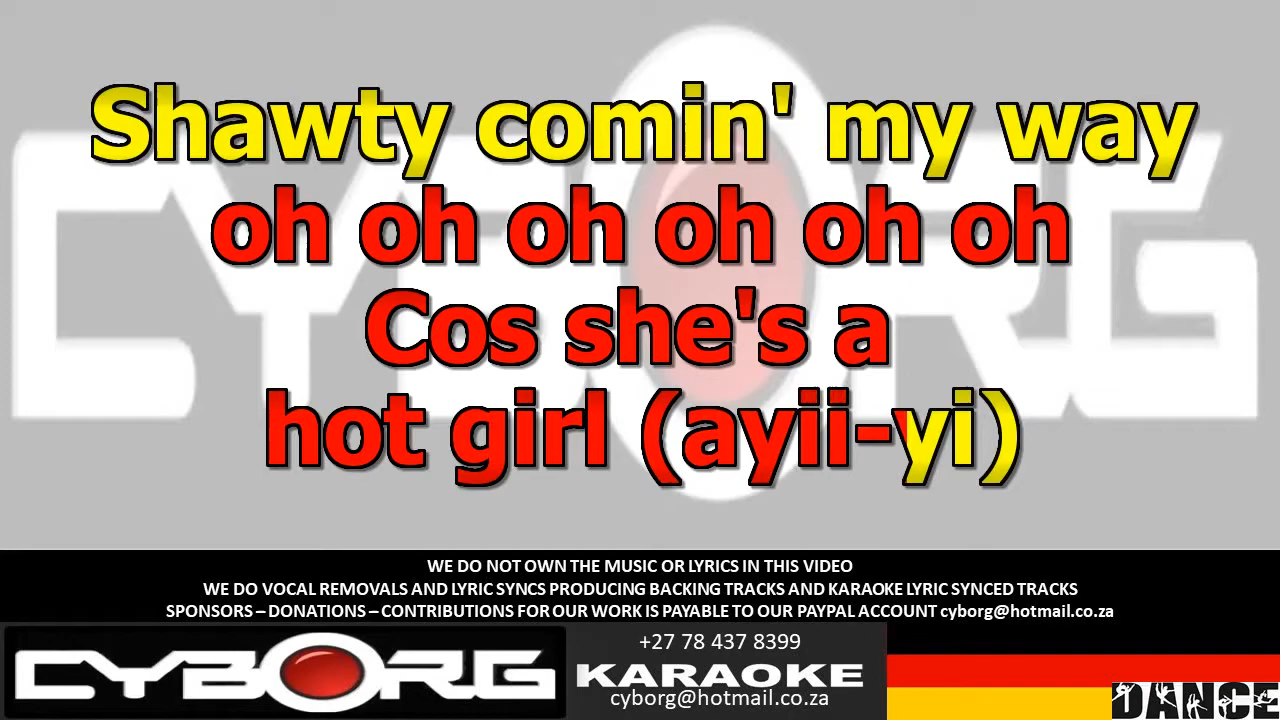 Shawty comin' my way
oh oh oh oh oh oh
Cos she's a
hot girl (ayii-yi)
CYBORG
WE DO NOT OWN THE MUSIC OR LYRICS IN THIS VIDEO
WE DO VOCAL REMOVALS AND LYRIC SYNCS PRODUCING BACKING TRACKS AND KARAOKE LYRIC SYNCED TRACKS
SPONSORS – DONATIONS – CONTRIBUTIONS FOR OUR WORK IS PAYABLE TO OUR PAYPAL ACCOUNT cyborg@hotmail.co.za
CYBORG
+27 78 437 8399
KARAOKE
cyborg@hotmail.co.za
DANCE